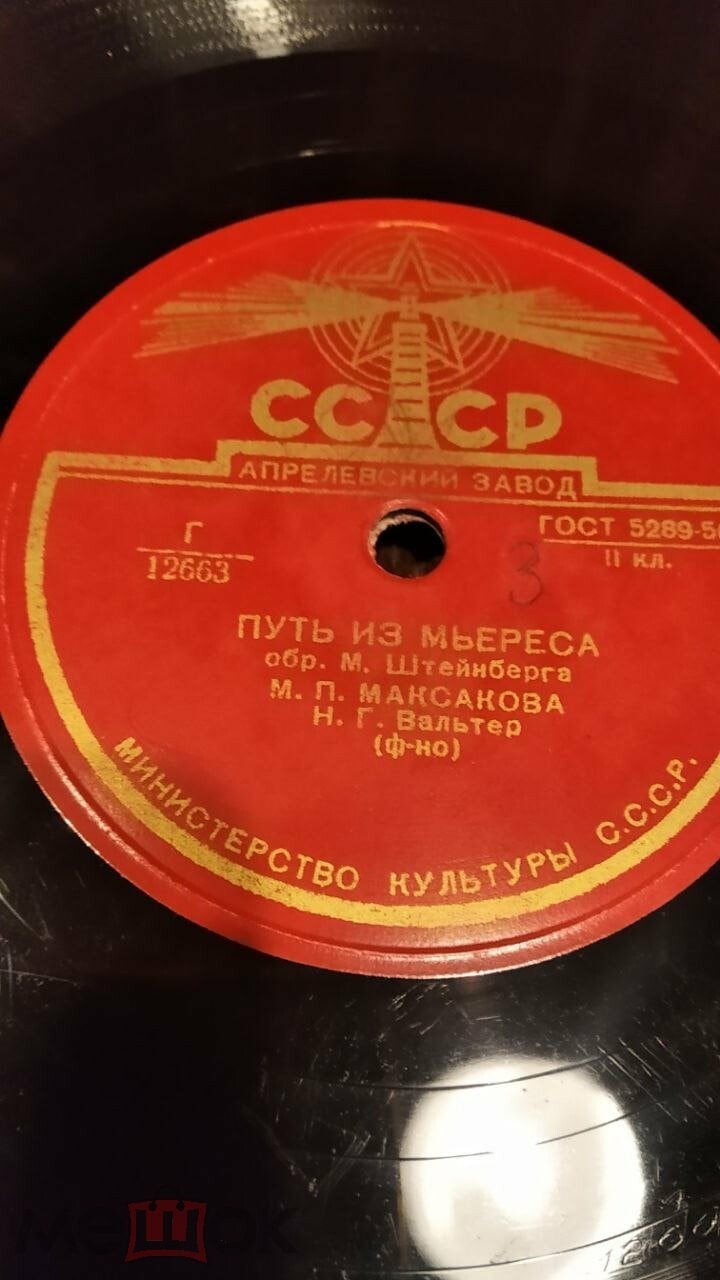 СССР
АПРЕЛЕВСКИЙ ЗАВОД
Г
12663
ГОСТ 5289-5
II кл.
3
ПУТЬ ИЗ МЬЕРЕСА
обр. М. Штейнберга
М. П. МАКСАКОВА
Н. Г. Вальтер
(ф-но)
МИНИСТЕРСТВО КУЛЬТУРЫ С.С.С.Р.
мешок